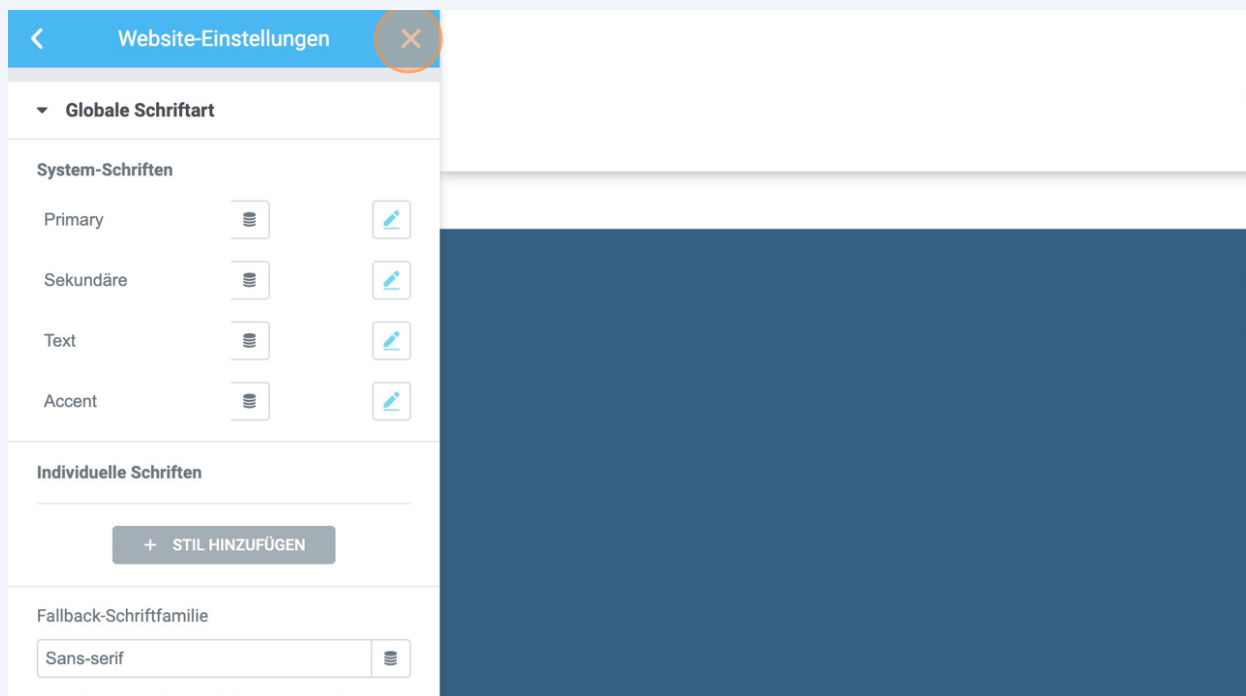 Website-Einstellungen
Globale Schriftart
System-Schriften
Primary
Sekundäre
Text
Accent
Individuelle Schriften
+ STIL HINZUFÜGEN
Fallback-Schriftfamilie
Sans-serif